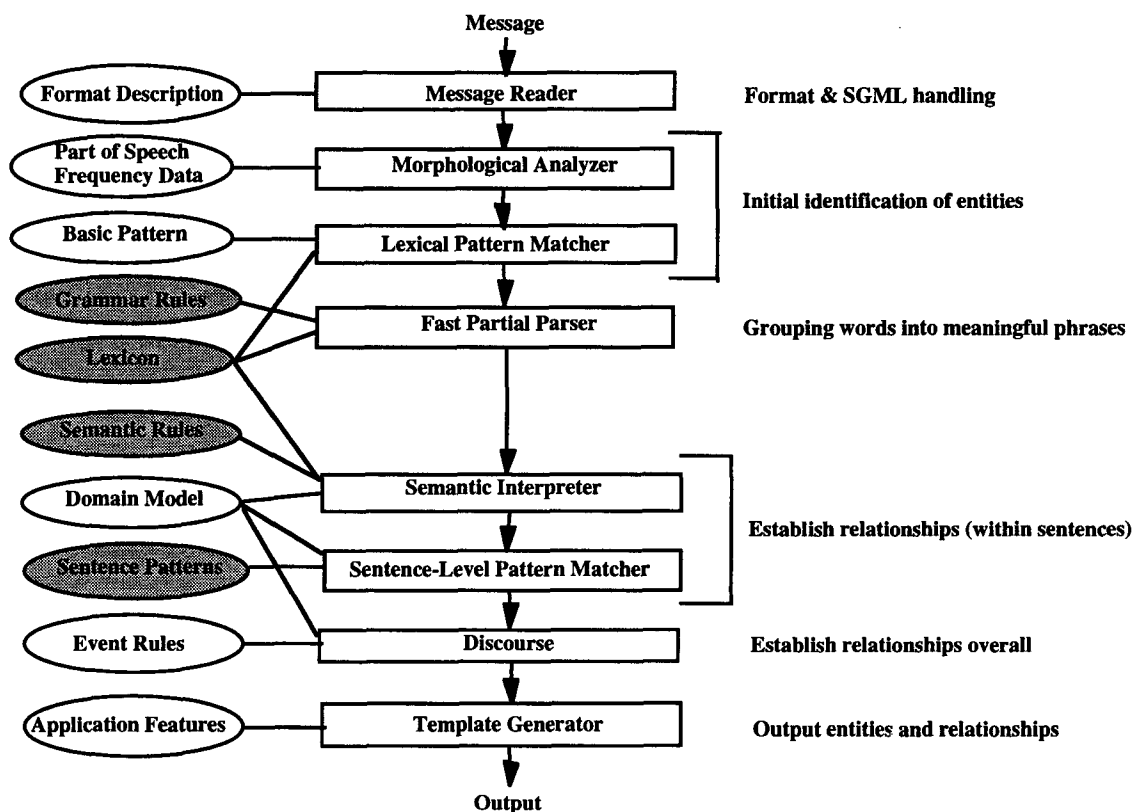 Message
Format Description
Message Reader
Format & SGML handling
Part of Speech
Frequency Data
Morphological Analyzer
Initial identification of entities
Basic Pattern
Lexical Pattern Matcher
Grammar Rules
Fast Partial Parser
Grouping words into meaningful phrases
Lexicon
Semantic Rules
Semantic Interpreter
Domain Model
Establish relationships (within sentences)
Sentence Patterns
Sentence-Level Pattern Matcher
Event Rules
Discourse
Establish relationships overall
Application Features
Template Generator
Output entities and relationships
Output